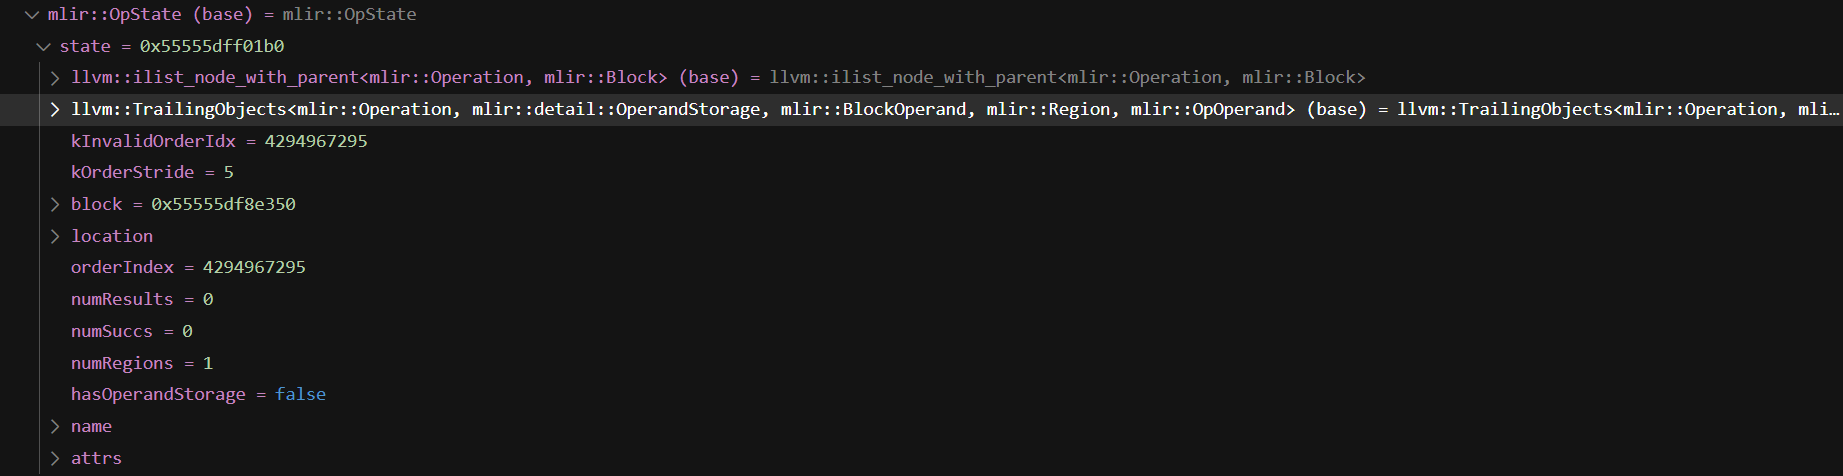 mlir::OpState (base) = mlir::OpState
state = 0x55555dff01b0
llvm::ilist_node_with_parent<mlir::Operation, mlir::Block> (base) = llvm::ilist_node_with_parent<mlir::Operation, mlir::Block>
llvm::TrailingObjects<mlir::Operation, mlir::detail::OperandStorage, mlir::BlockOperand, mlir::Region, mlir::OpOperand> (base) = llvm::TrailingObjects<mlir::Operation, mli…
kInvalidOrderIdx = 4294967295
kOrderStride = 5
block = 0x55555df8e350
location
orderIndex = 4294967295
numResults = 0
numSuccs = 0
numRegions = 1
hasOperandStorage = false
name
attrs